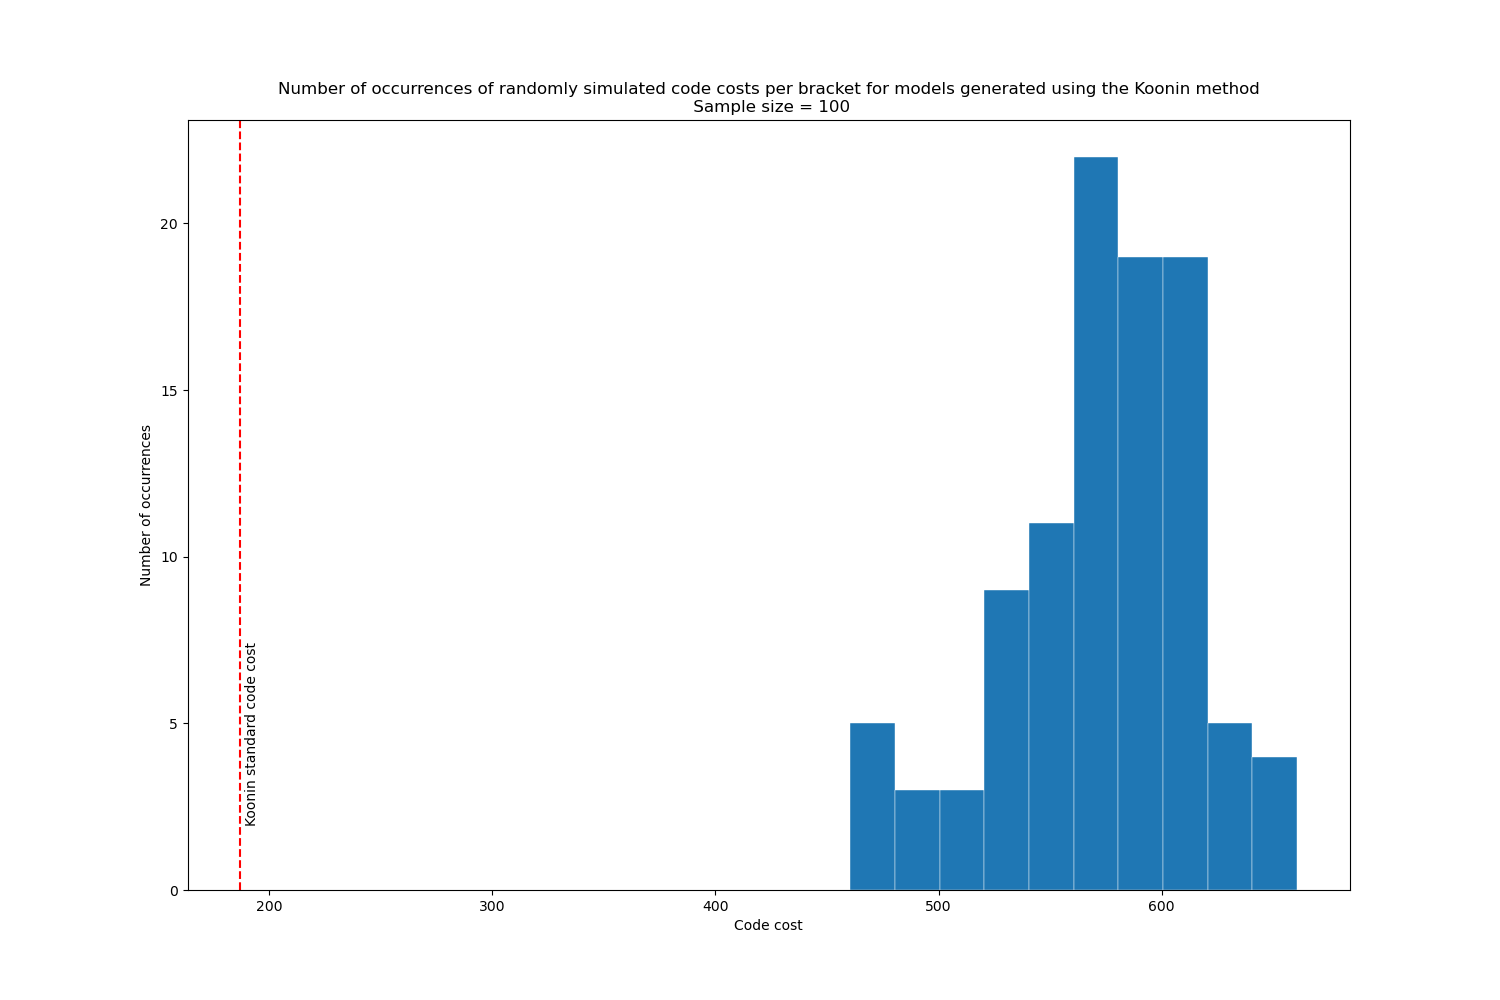 Number of occurrences of randomly simulated code costs per bracket for models generated using the Koonin method
Sample size = 100
20
15
10
5
0
Number of occurrences
Koonin standard code cost
200
300
400
500
600
Code cost